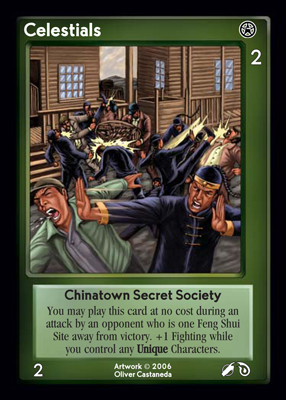 Celestials
2
Chinatown Secret Society
You may play this card at no cost during an
attack by an opponent who is one Feng Shui
Site away from victory. +1 Fighting while
you control any Unique Characters.
2
Artwork © 2006
Oliver Castaneda